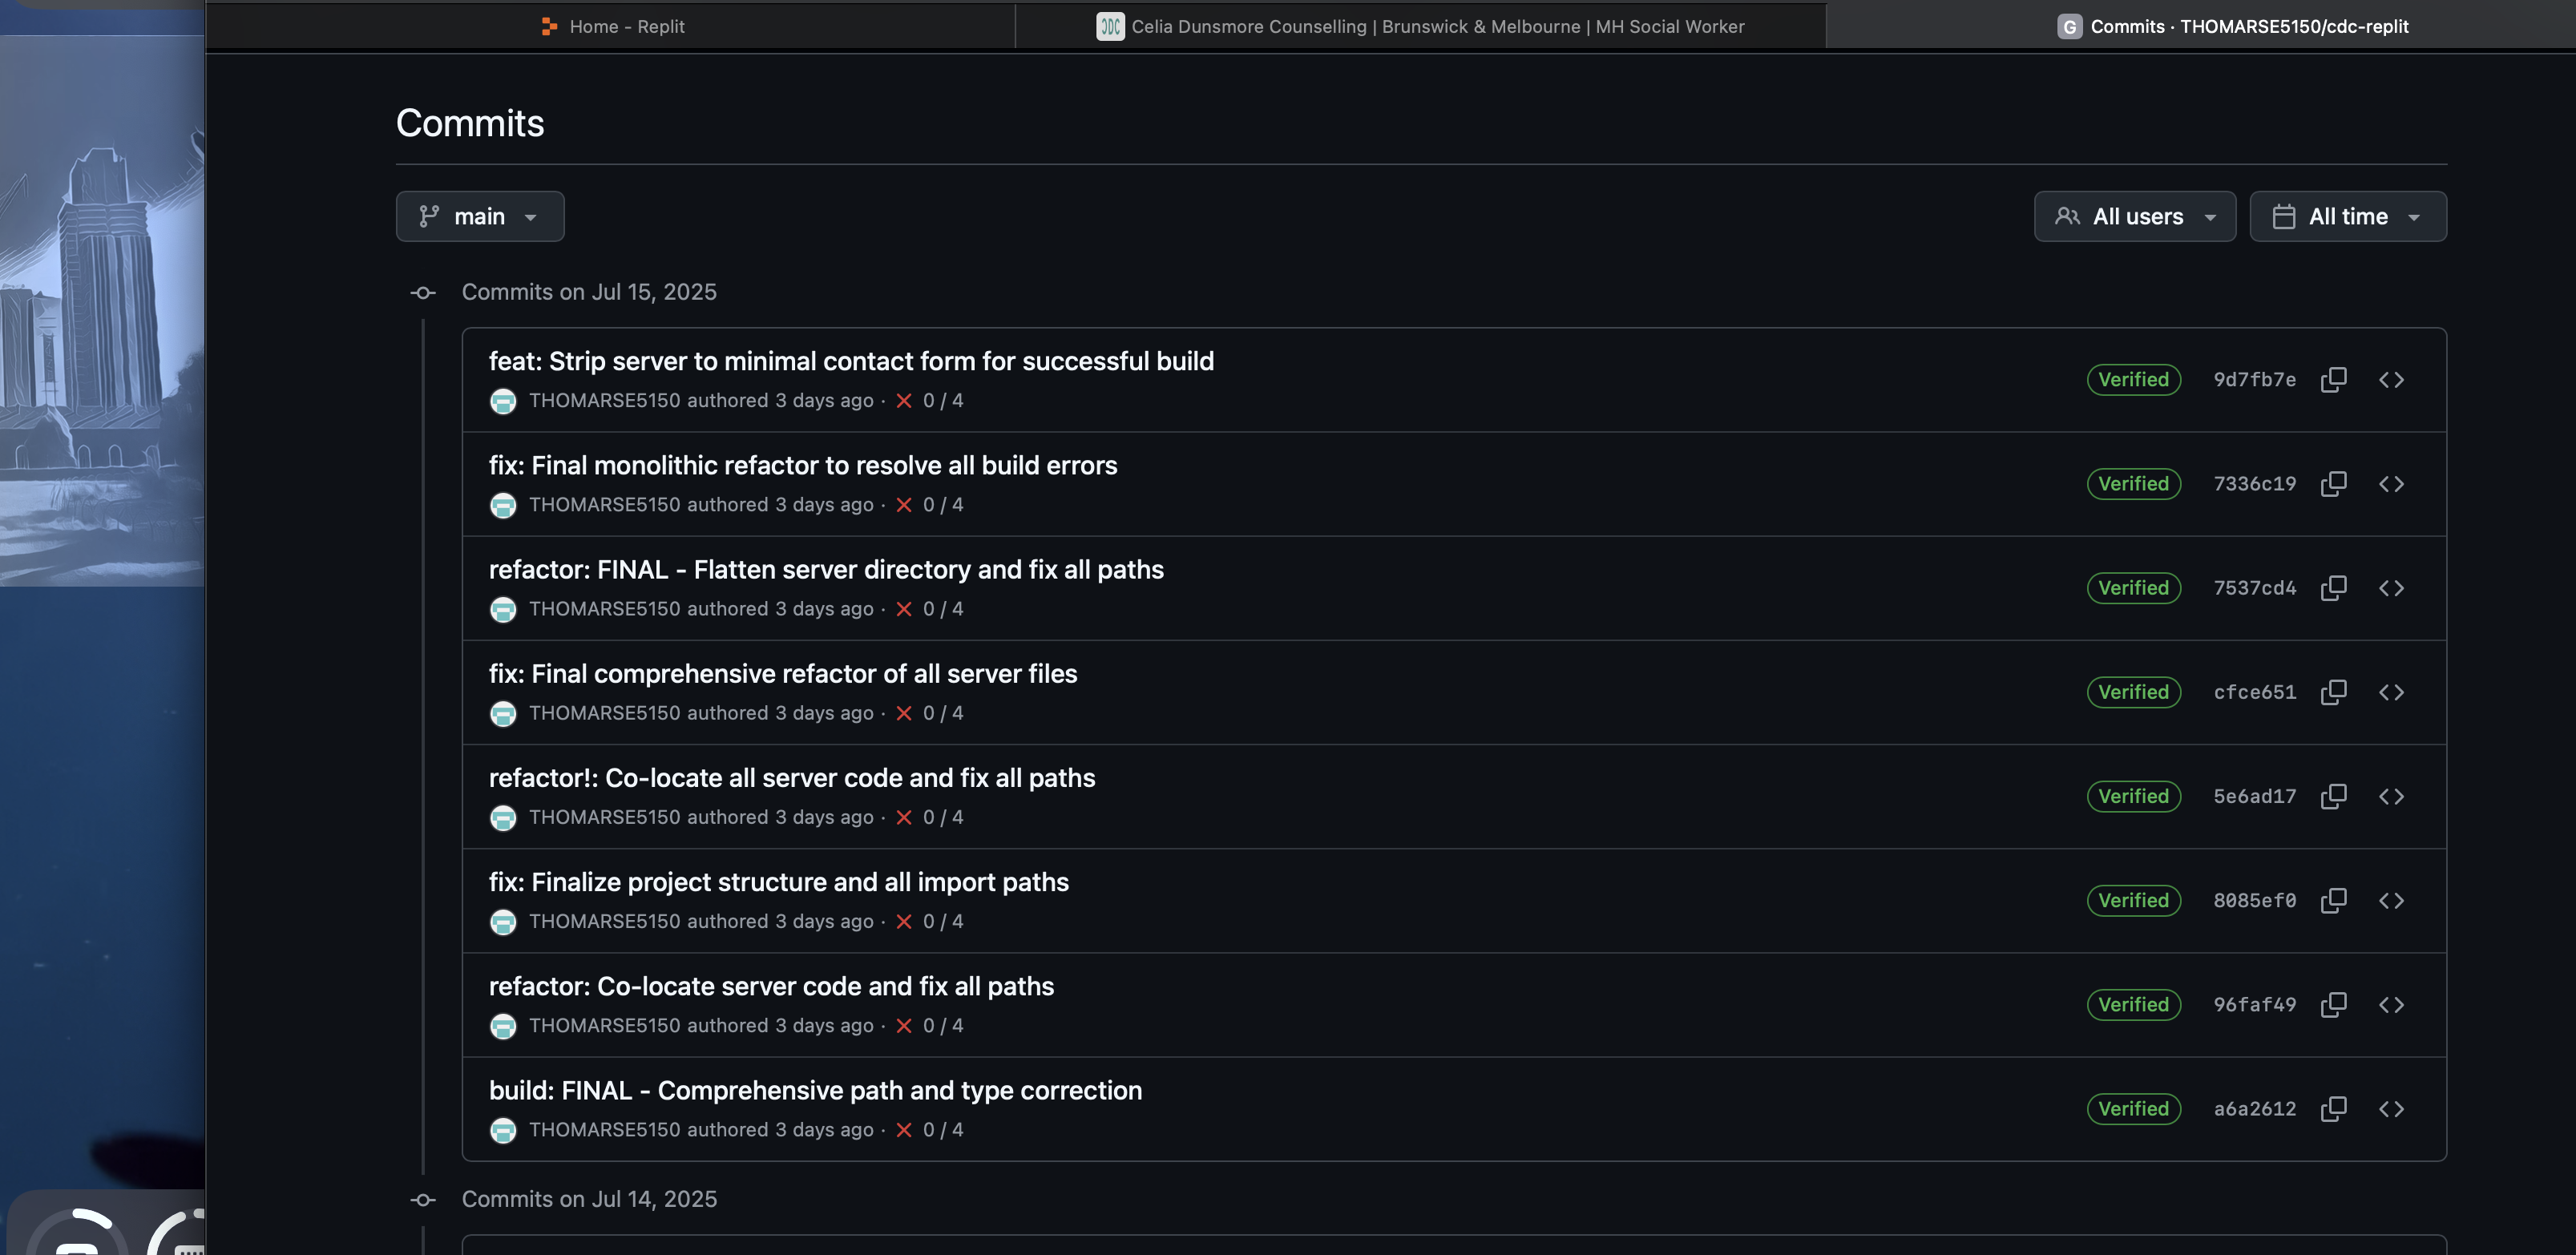 Home - Replit
CDC Celia Dunsmore Counselling | Brunswick & Melbourne | MH Social Worker
G Commits · THOMARSE5150/cdc-replit
Commits
main
All users
All time
Commits on Jul 15, 2025
feat: Strip server to minimal contact form for successful build
THOMARSE5150 authored 3 days ago · 0 / 4
Verified 9d7fb7e
fix: Final monolithic refactor to resolve all build errors
THOMARSE5150 authored 3 days ago · 0 / 4
Verified 7336c19
refactor: FINAL - Flatten server directory and fix all paths
THOMARSE5150 authored 3 days ago · 0 / 4
Verified 7537cd4
fix: Final comprehensive refactor of all server files
THOMARSE5150 authored 3 days ago · 0 / 4
Verified cfce651
refactor!: Co-locate all server code and fix all paths
THOMARSE5150 authored 3 days ago · 0 / 4
Verified 5e6ad17
fix: Finalize project structure and all import paths
THOMARSE5150 authored 3 days ago · 0 / 4
Verified 8085ef0
refactor: Co-locate server code and fix all paths
THOMARSE5150 authored 3 days ago · 0 / 4
Verified 96faf49
build: FINAL - Comprehensive path and type correction
THOMARSE5150 authored 3 days ago · 0 / 4
Verified a6a2612
Commits on Jul 14, 2025